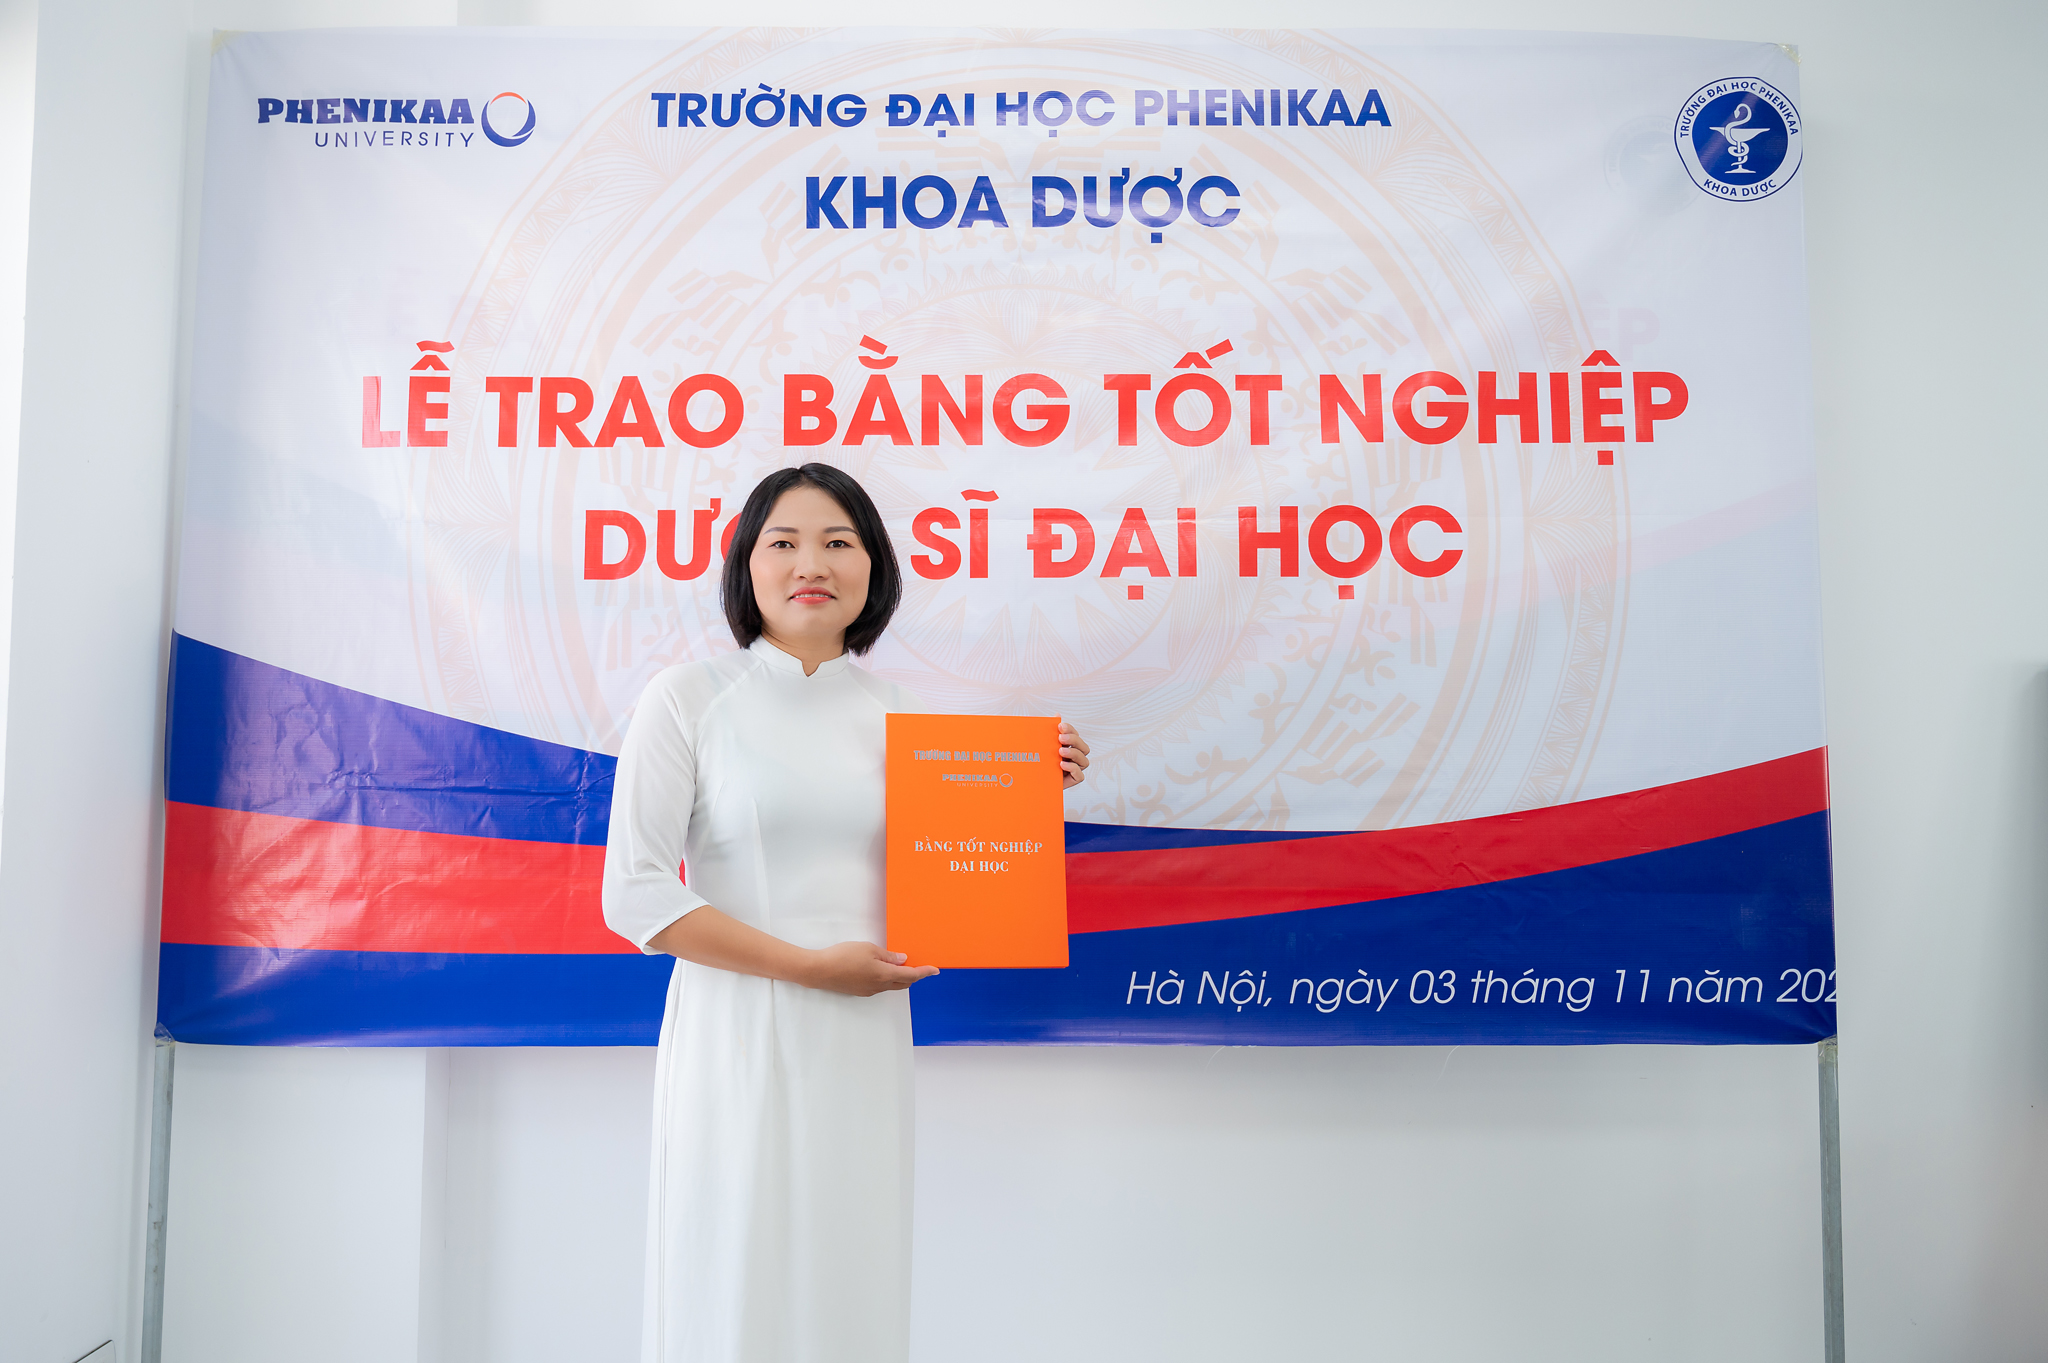 PHENIKAA
UNIVERSITY
TRƯỜNG ĐẠI HỌC PHENIKAA
KHOA DƯỢC
TRƯỜNG ĐẠI HỌC PHENIKAA
KHOA DƯỢC
LỄ TRAO BẰNG TỐT NGHIỆP
SĨ ĐẠI HỌC
TRƯỜNG ĐẠI HỌC PHENIKAA
PHENIKAA
UNIVERSITY
BẰNG TỐT NGHIỆP
ĐẠI HỌC
Hà Nội, ngày 03 tháng 11 năm